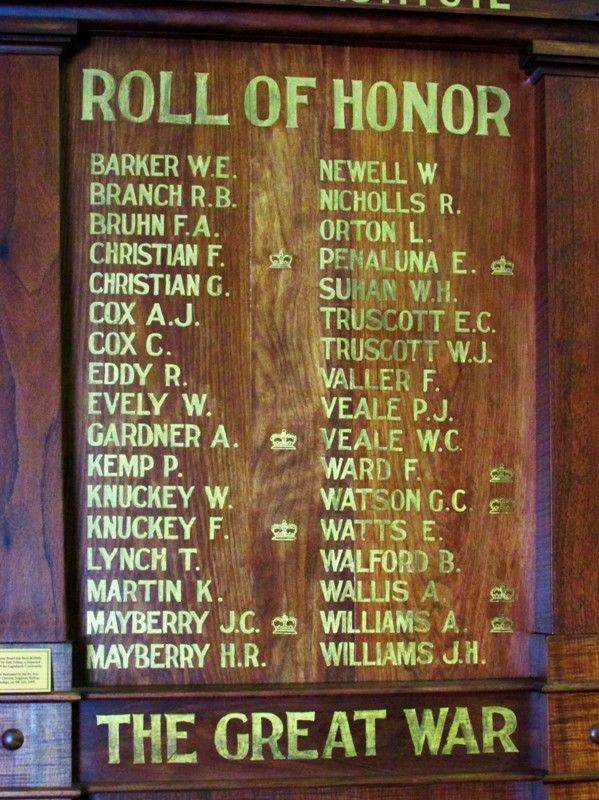 ROLL OF HONOR
BARKER W.E.
BRANCH R.B.
BRUHN F.A.
CHRISTIAN F.
CHRISTIAN G.
COX A.J.
COX C.
EDDY R.
EVELY W.
GARDNER A.
KEMP P.
KNUCKEY W.
KNUCKEY F.
LYNCH T.
MARTIN K.
MAYBERRY J.C.
MAYBERRY H.R.
NEWELL W
NICHOLLS R.
ORTON L.
PENALUNA E.
SUHAN W.H.
TRUSCOTT E.C.
TRUSCOTT W.J.
VALLER F.
VEALE P.J.
VEALE W.C.
WARD F.
WATSON G.C.
WATTS E.
WALFORD B.
WALLIS A.
WILLIAMS A.
WILLIAMS J.H.
THE GREAT WAR